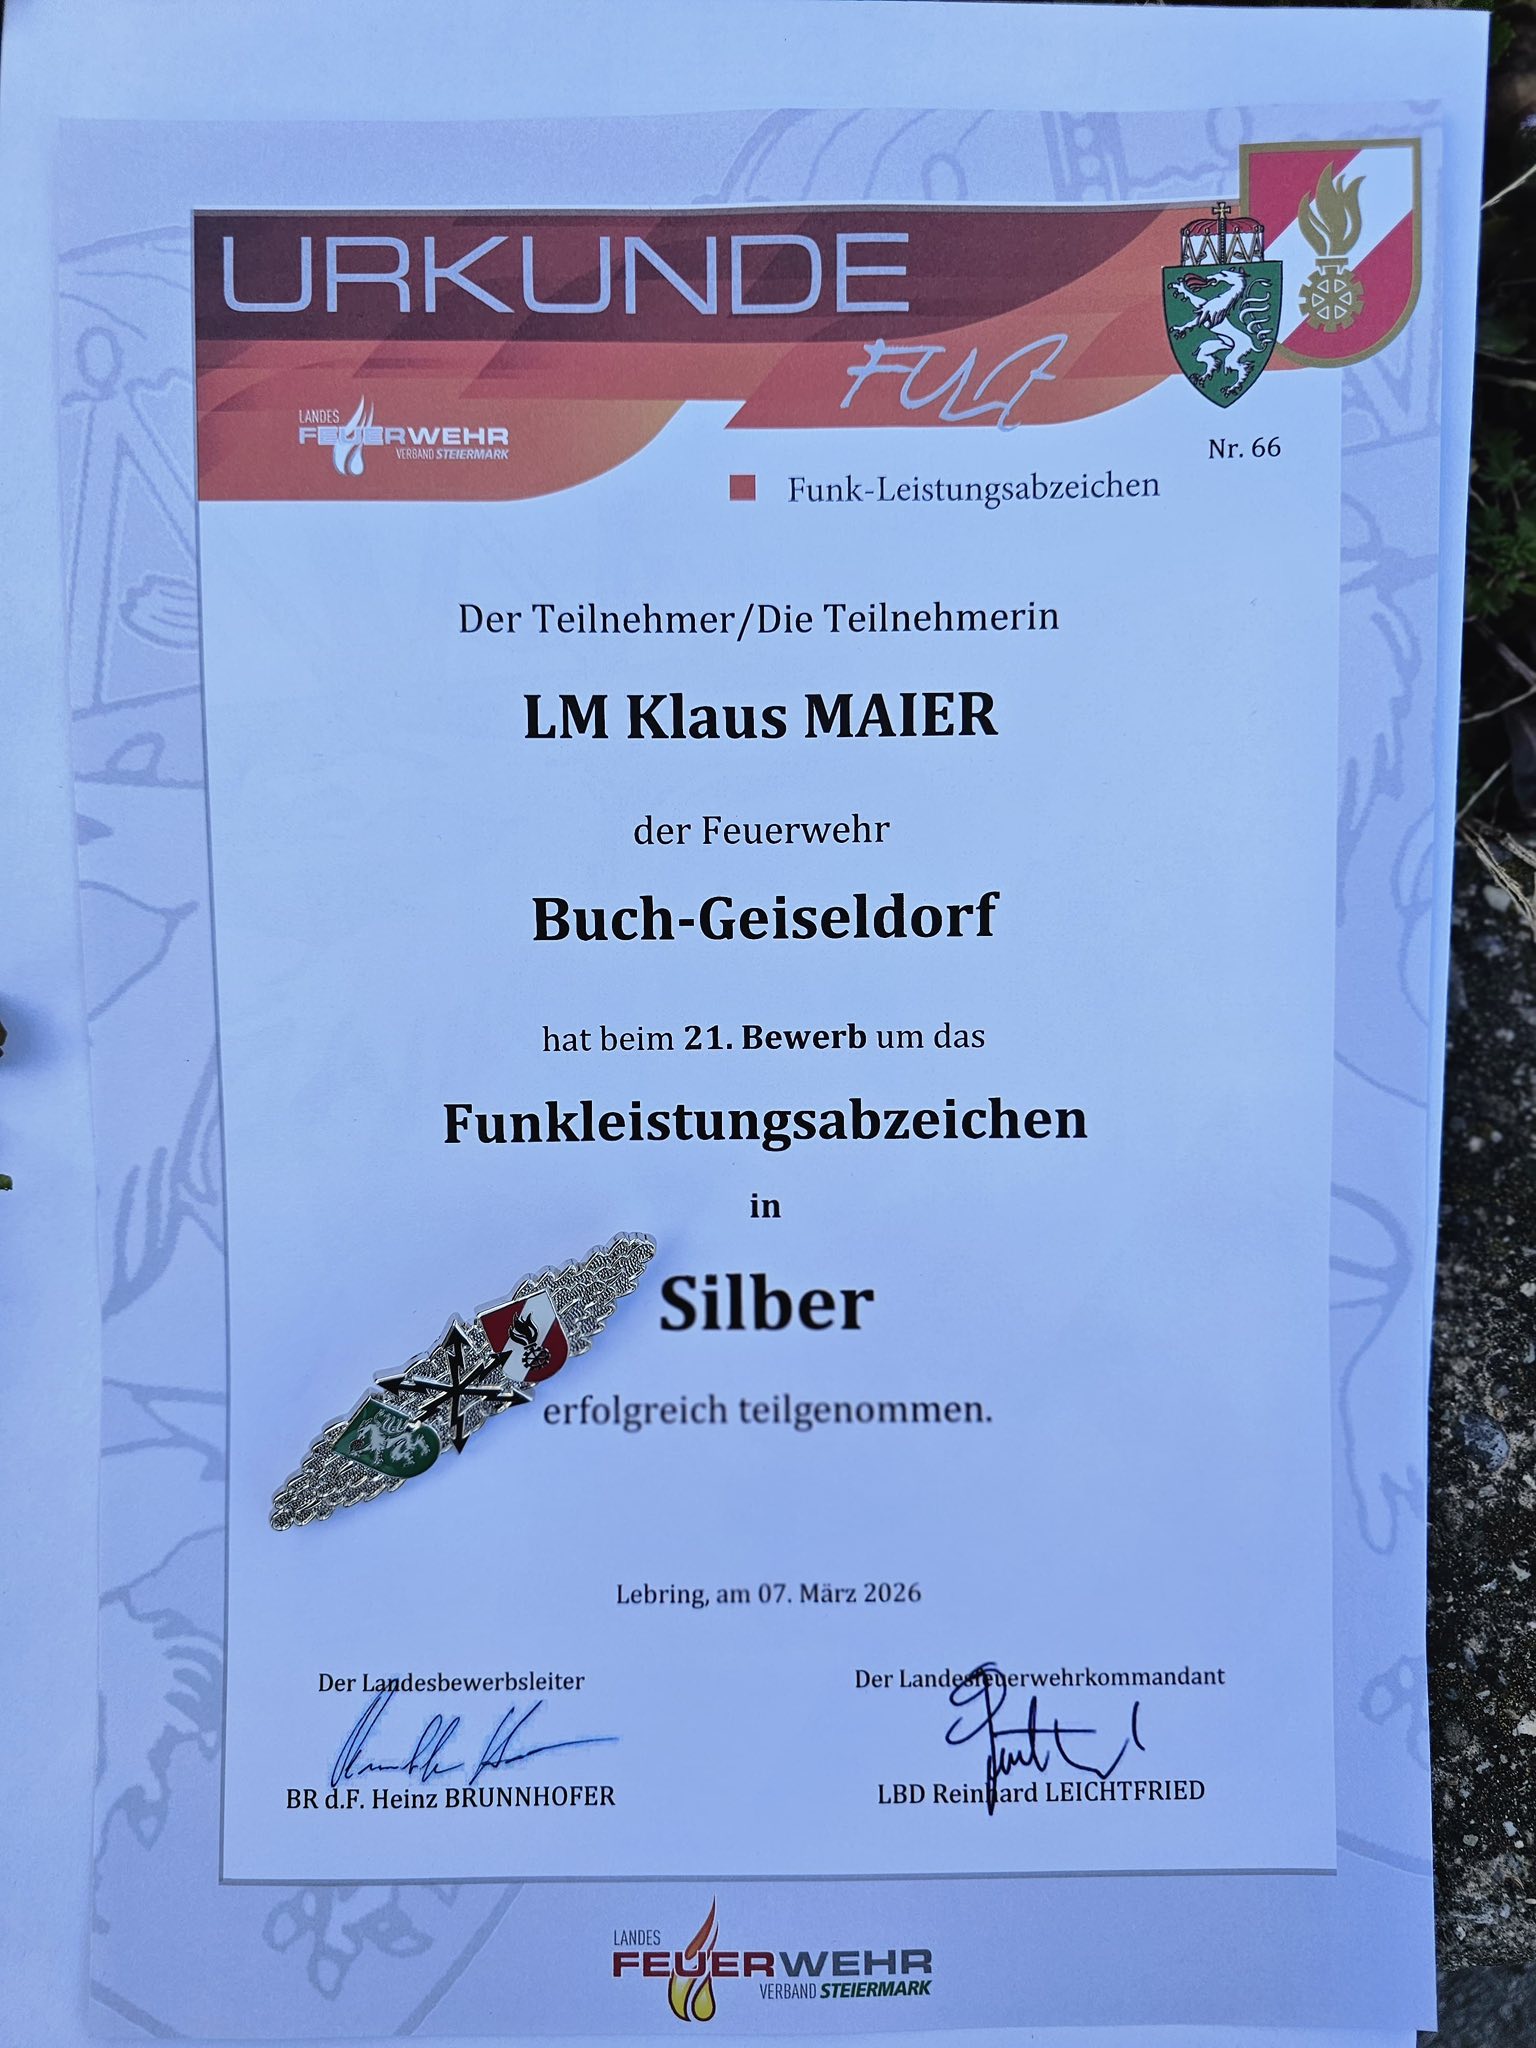 URKUNDE
FULA
LANDES
FEUERWEHR
VERBAND STEIERMARK
Nr. 66
Funk-Leistungsabzeichen
Der Teilnehmer/Die Teilnehmerin
LM Klaus MAIER
der Feuerwehr
Buch-Geiseldorf
hat beim 21. Bewerb um das
Funkleistungsabzeichen
in
Silber
erfolgreich teilgenommen.
Lebring, am 07. März 2026
Der Landesbewerbsleiter
BR d.F. Heinz BRUNNHOFER
Der Landesfeuerwehrkommandant
LBD Reinhard LEICHTFRIED
LANDES
FEUERWEHR
VERBAND STEIERMARK